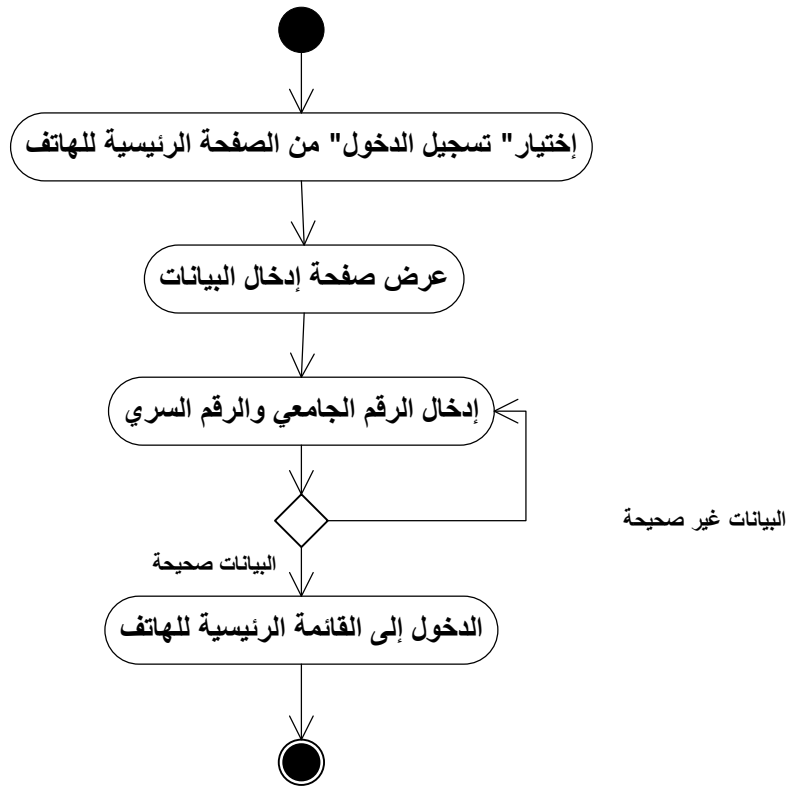 إختيار" تسجيل الدخول" من الصفحة الرئيسية للهاتف
عرض صفحة إدخال البيانات
إدخال الرقم الجامعي والرقم السري
البيانات غير صحيحة
البيانات صحيحة
الدخول إلى القائمة الرئيسية للهاتف